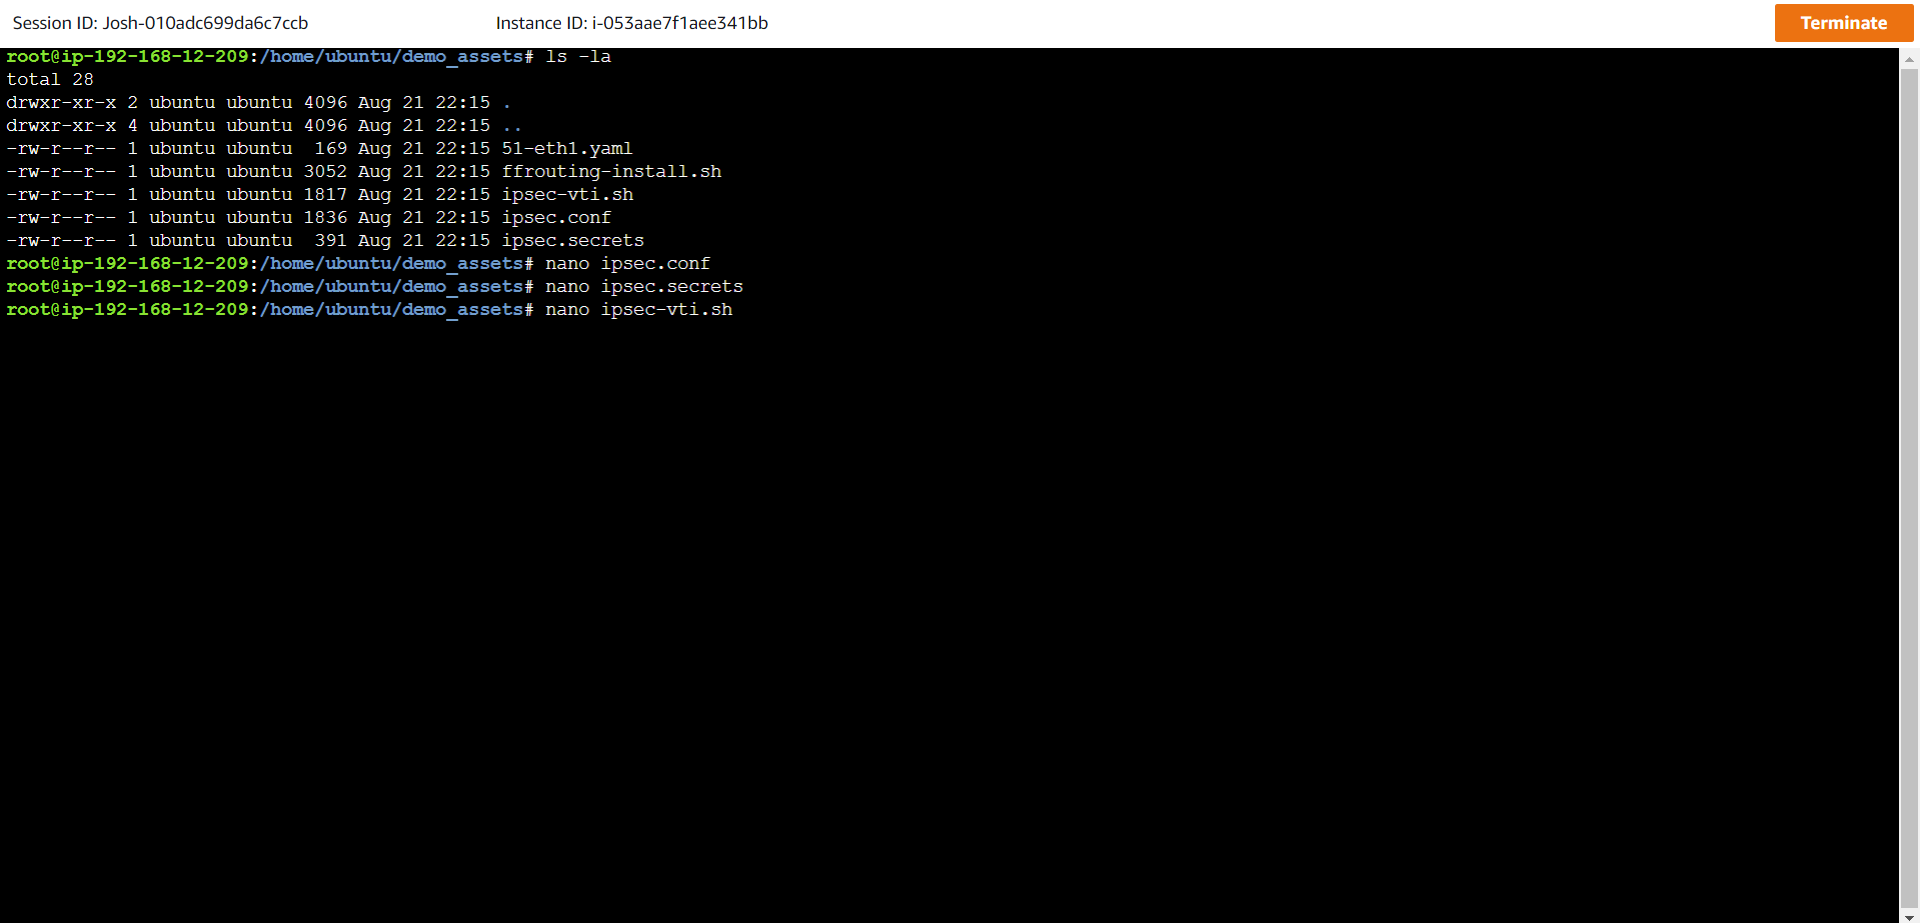 Session ID: Josh-010adc699da6c7ccb Instance ID: i-053aae7f1aee341bb Terminate
root@ip-192-168-12-209:/home/ubuntu/demo_assets# ls -la
total 28
drwxr-xr-x 2 ubuntu ubuntu 4096 Aug 21 22:15 .
drwxr-xr-x 4 ubuntu ubuntu 4096 Aug 21 22:15 ..
-rw-r--r-- 1 ubuntu ubuntu  169 Aug 21 22:15 51-eth1.yaml
-rw-r--r-- 1 ubuntu ubuntu 3052 Aug 21 22:15 ffrouting-install.sh
-rw-r--r-- 1 ubuntu ubuntu 1817 Aug 21 22:15 ipsec-vti.sh
-rw-r--r-- 1 ubuntu ubuntu 1836 Aug 21 22:15 ipsec.conf
-rw-r--r-- 1 ubuntu ubuntu  391 Aug 21 22:15 ipsec.secrets
root@ip-192-168-12-209:/home/ubuntu/demo_assets# nano ipsec.conf
root@ip-192-168-12-209:/home/ubuntu/demo_assets# nano ipsec.secrets
root@ip-192-168-12-209:/home/ubuntu/demo_assets# nano ipsec-vti.sh